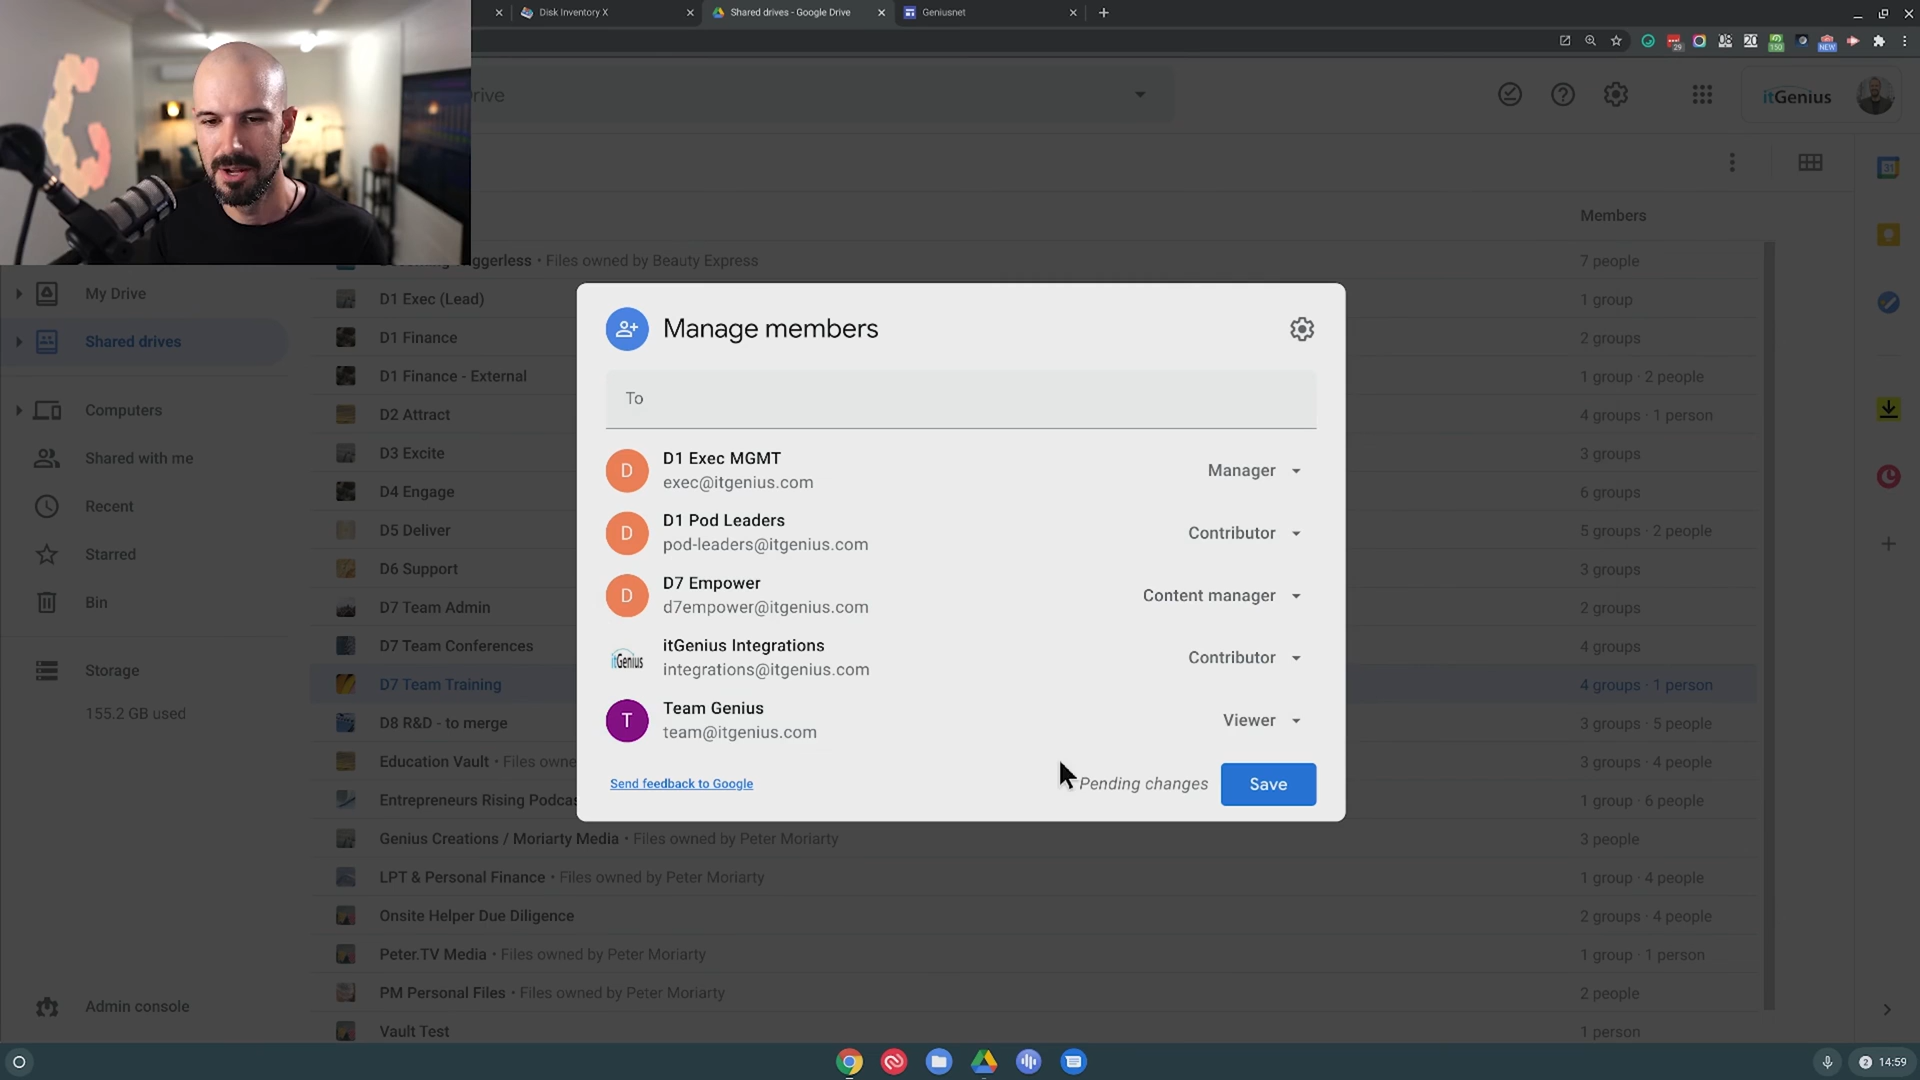 Disk Inventory X
Shared drives - Google Drive
Geniusnet
29
20
150
NEW
rive
itGenius
31
Members
ggerless • Files owned by Beauty Express
7 people
My Drive
D1 Exec (Lead)
1 group
Shared drives
D1 Finance
2 groups
D1 Finance - External
1 group · 2 people
Computers
D2 Attract
4 groups · 1 person
Shared with me
D3 Excite
3 groups
Recent
D4 Engage
6 groups
Starred
D5 Deliver
5 groups · 2 people
Bin
D6 Support
3 groups
D7 Team Admin
2 groups
D7 Team Conferences
4 groups
Storage
155.2 GB used
D7 Team Training
4 groups · 1 person
D8 R&D - to merge
3 groups · 5 people
Education Vault • Files owne
3 groups · 4 people
Entrepreneurs Rising Podcas
1 group · 6 people
Genius Creations / Moriarty Media • Files owned by Peter Moriarty
3 people
LPT & Personal Finance • Files owned by Peter Moriarty
1 group · 4 people
Onsite Helper Due Diligence
2 groups · 4 people
Peter.TV Media • Files owned by Peter Moriarty
1 group · 1 person
PM Personal Files • Files owned by Peter Moriarty
2 people
Admin console
Vault Test
1 person
Manage members
To
D
D1 Exec MGMT
exec@itgenius.com
Manager
D
D1 Pod Leaders
pod-leaders@itgenius.com
Contributor
D
D7 Empower
d7empower@itgenius.com
Content manager
itGenius
itGenius Integrations
integrations@itgenius.com
Contributor
T
Team Genius
team@itgenius.com
Viewer
Send feedback to Google
Pending changes
Save
2
14:59